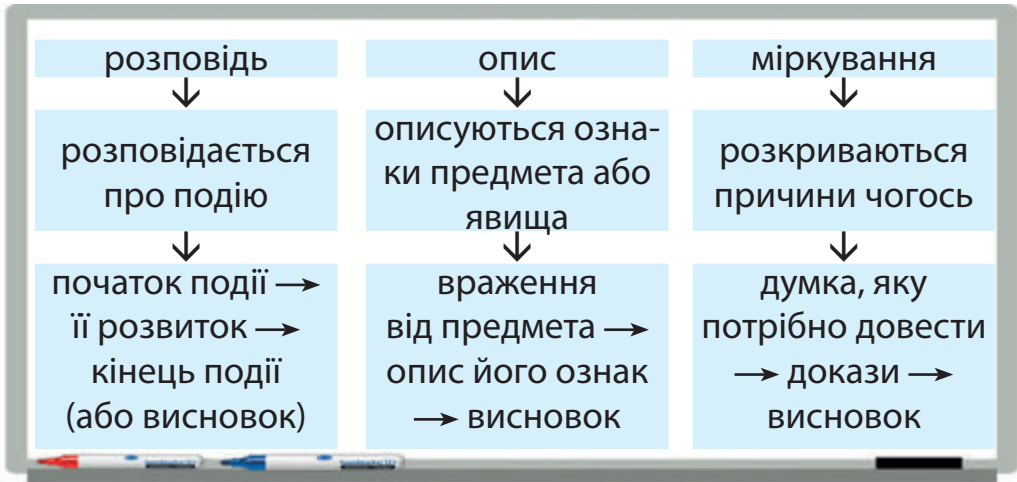 розповідь
розповідається
про подію
початок події →
її розвиток →
кінець події
(або висновок)
опис
описуються озна-
ки предмета або
явища
враження
від предмета →
опис його ознак
→ висновок
міркування
розкриваються
причини чогось
думка, яку
потрібно довести
→ докази →
висновок